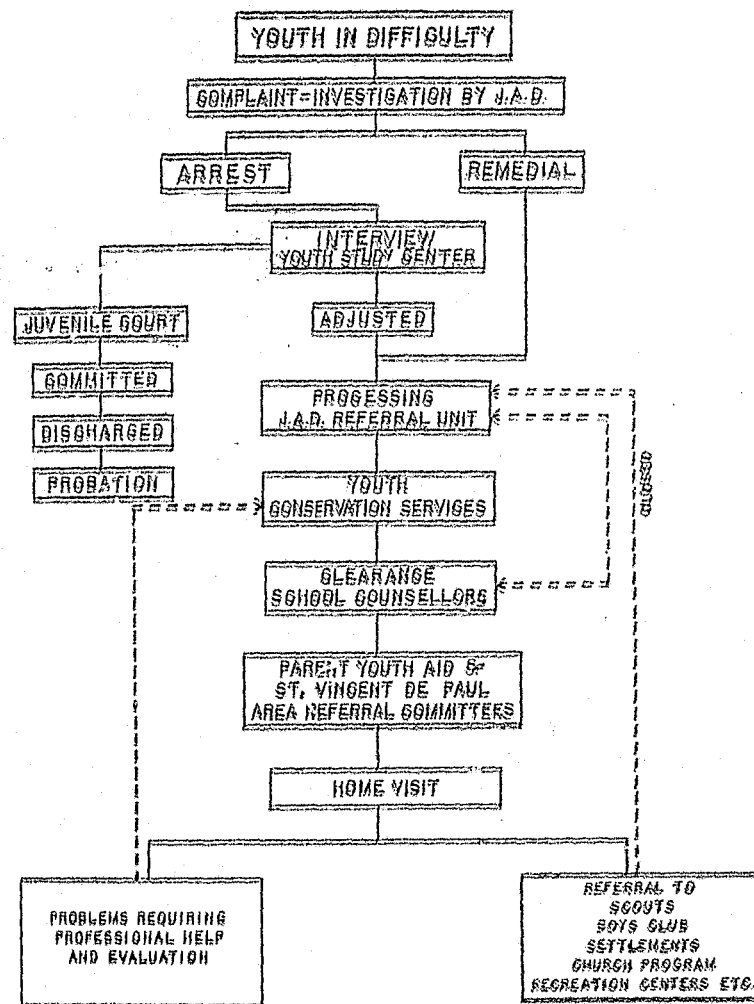 YOUTH IN DIFFICULTY
COMPLAINT=INVESTIGATION BY J.A.D.
ARREST
REMEDIAL
INTERVIEW
YOUTH STUDY CENTER
JUVENILE COURT
ADJUSTED
COMMITTED
PROCESSING
J.A.D. REFERRAL UNIT
DISCHARGED
PROBATION
YOUTH
CONSERVATION SERVICES
CLEARANCE
SCHOOL COUNSELLORS
PARENT YOUTH AID &
ST. VINCENT DE PAUL
AREA REFERRAL COMMITTEES
HOME VISIT
PROBLEMS REQUIRING
PROFESSIONAL HELP
AND EVALUATION
REFERRAL TO
SCOUTS
BOYS CLUB
SETTLEMENTS
CHURCH PROGRAM
RECREATION CENTERS ETC.